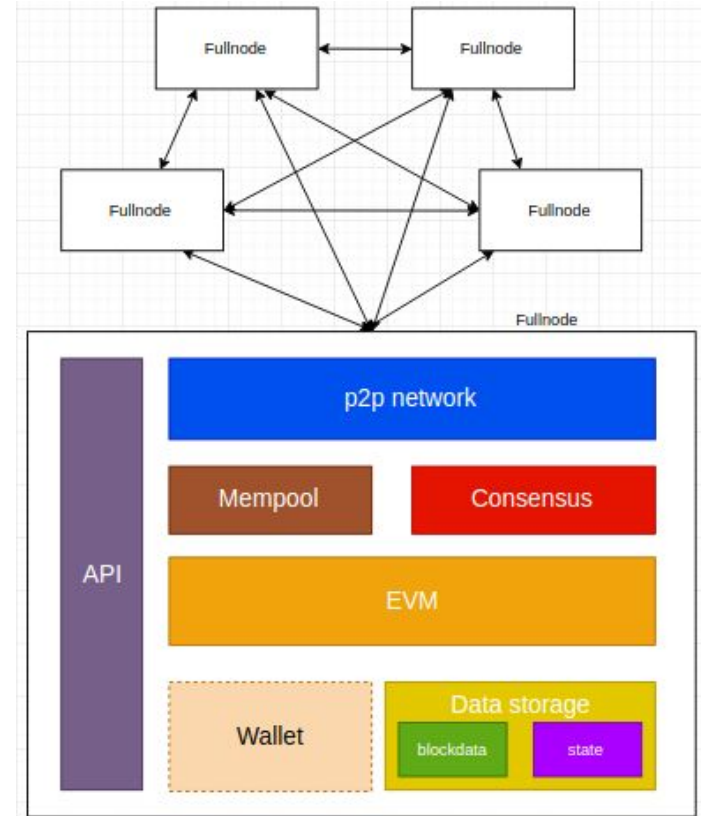 Fullnode
Fullnode
Fullnode
Fullnode
Fullnode
p2p network
Mempool
Consensus
API
EVM
Data storage
Wallet
blockdata
state